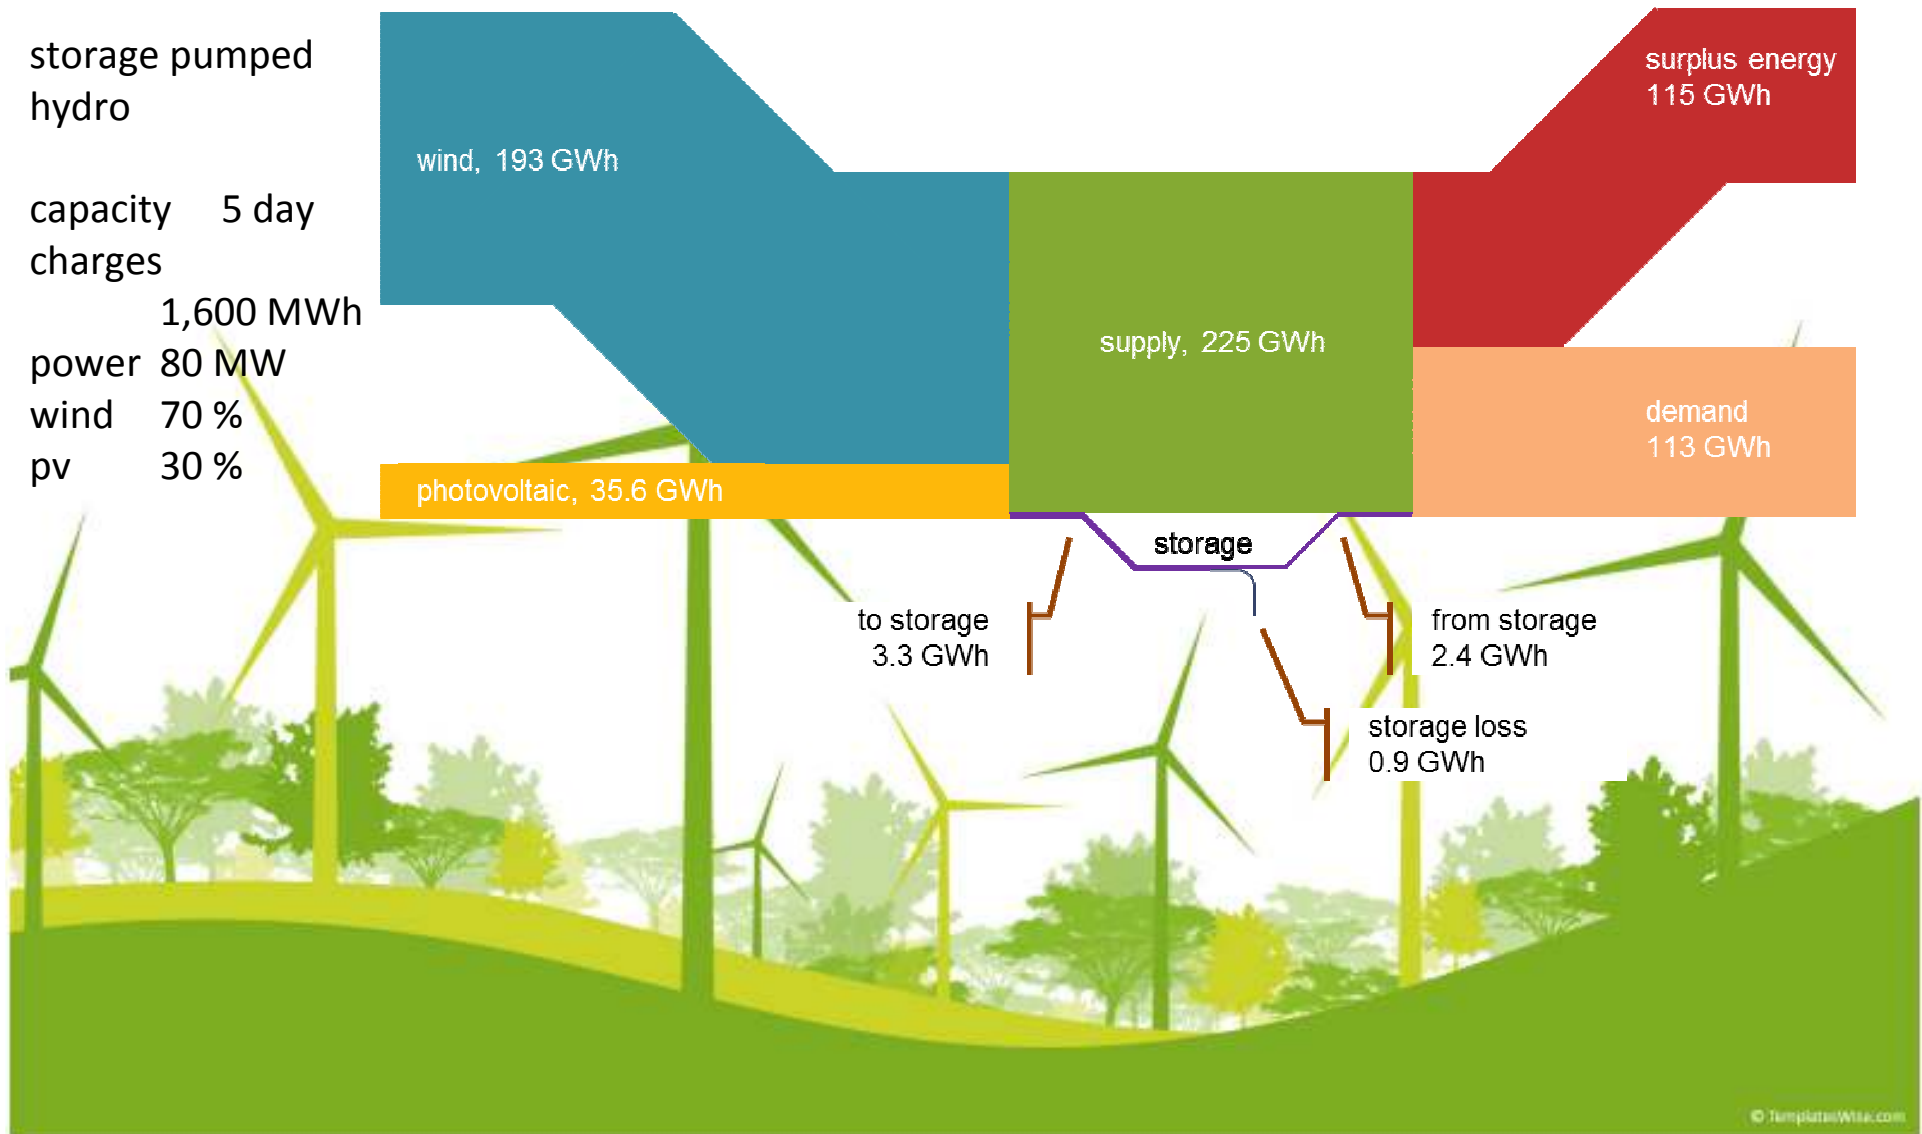 storage pumped
hydro
capacity 5 day
charges
1,600 MWh
power 80 MW
wind 70 %
pv 30 %
wind, 193 GWh
photovoltaic, 35.6 GWh
supply, 225 GWh
surplus energy
115 GWh
demand
113 GWh
storage
to storage
3.3 GWh
from storage
2.4 GWh
storage loss
0.9 GWh
© TemplatesWise.com